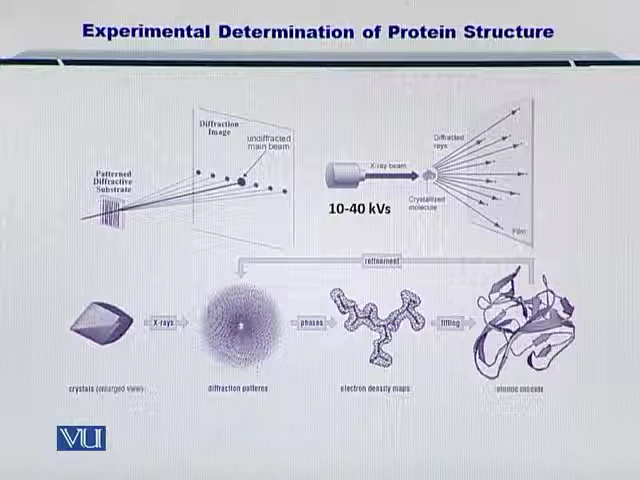 Experimental Determination of Protein Structure
Diffraction
Image
undiffracted
main beam
Patterned
Diffractive
Substrate
Diffracted
rays
X-ray beam
Crystallized
molecule
10-40 kVs
Film
refinement
X-rays
phases
fitting
crystals (enlarged view)
diffraction patterns
electron density maps
atomic models
VU